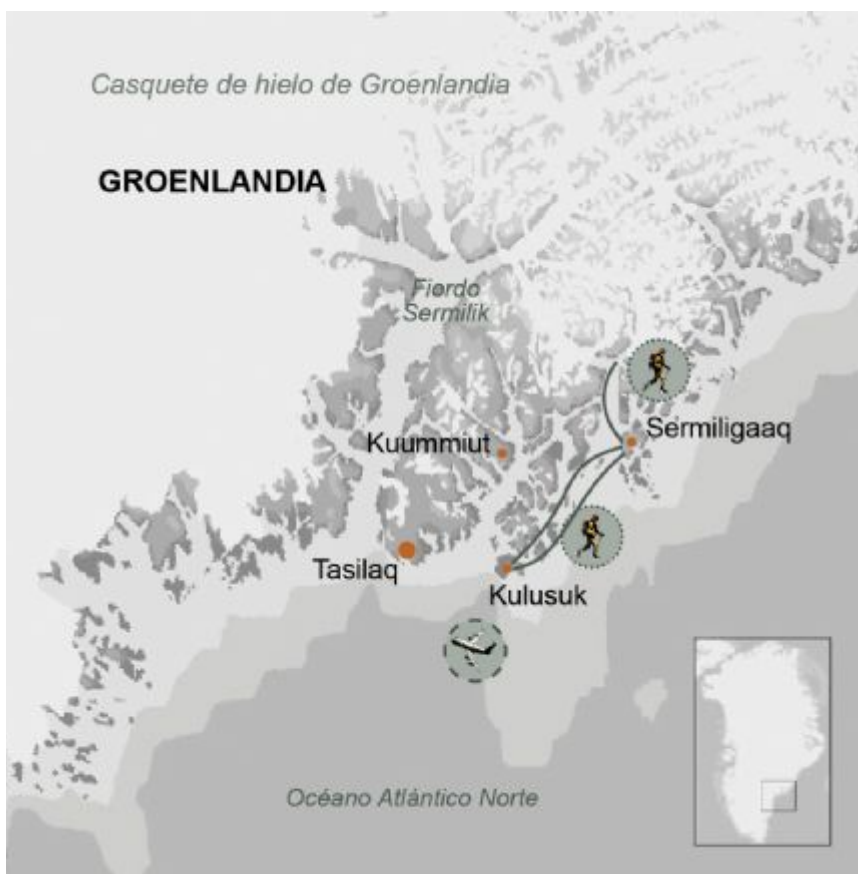 Casquete de hielo de Groenlandia
GROENLANDIA
Fiordo
Sermilik
Sermiligaaq
Kuummiut
Tasilaq
Kulusuk
Océano Atlántico Norte